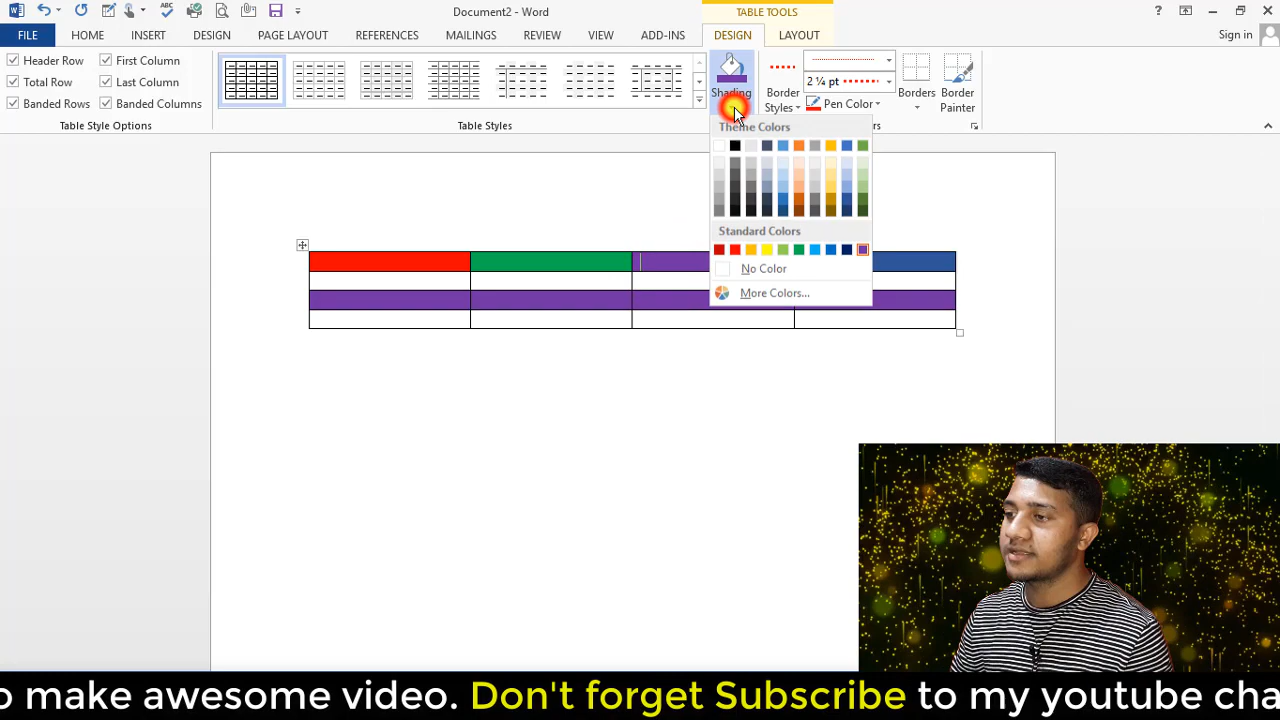 Document2 - Word
TABLE TOOLS
?
FILE
HOME
INSERT
DESIGN
PAGE LAYOUT
REFERENCES
MAILINGS
REVIEW
VIEW
ADD-INS
DESIGN
LAYOUT
Sign in
Header Row
First Column
Total Row
Last Column
Banded Rows
Banded Columns
Table Style Options
Table Styles
Shading
Border Styles
2 ¼ pt
Pen Color
Borders
Border Painter
Theme Colors
Standard Colors
No Color
More Colors...
o make awesome video. Don't forget Subscribe to my youtube cha